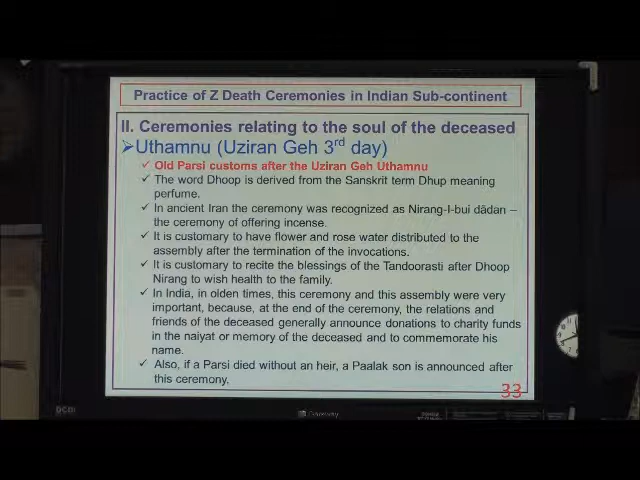 Practice of Z Death Ceremonies in Indian Sub-continent
II. Ceremonies relating to the soul of the deceased
➢Uthamnu (Uziran Geh 3rd day)
✓ Old Parsi customs after the Uziran Geh Uthamnu
✓ The word Dhoop is derived from the Sanskrit term Dhup meaning
perfume.
✓ In ancient Iran the ceremony was recognized as Nirang-I-bui dādan –
the ceremony of offering incense.
✓ It is customary to have flower and rose water distributed to the
assembly after the termination of the invocations.
✓ It is customary to recite the blessings of the Tandoorasti after Dhoop
Nirang to wish health to the family.
✓ In India, in olden times, this ceremony and this assembly were very
important, because, at the end of the ceremony, the relations and
friends of the deceased generally announce donations to charity funds
in the naiyat or memory of the deceased and to commemorate his
name.
✓ Also, if a Parsi died without an heir, a Paalak son is announced after
this ceremony.
33
Gateway